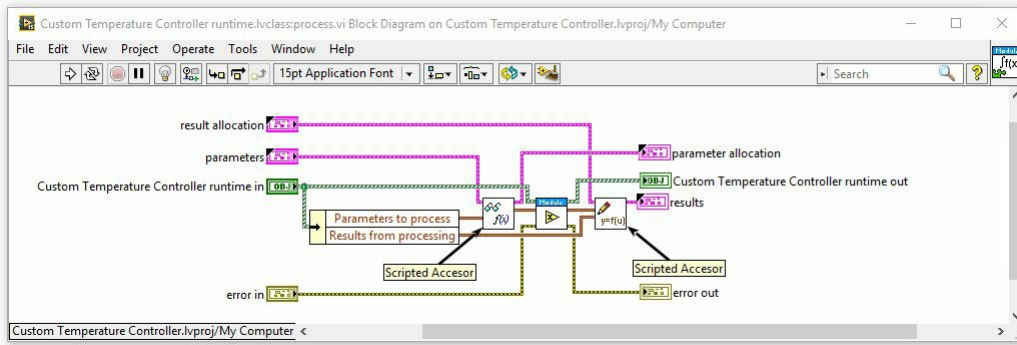 Custom Temperature Controller runtime.lvclass:process.vi Block Diagram on Custom Temperature Controller.lvproj/My Computer
File Edit View Project Operate Tools Window Help
15pt Application Font
Search
Modula
f(x)
result allocation
parameters
parameter allocation
Custom Temperature Controller runtime in
OBJ
OBJ
Custom Temperature Controller runtime out
results
f(x)
Modula
y=f(u)
Parameters to process
Results from processing
Scripted Accesor
Scripted Accesor
error in
error out
Custom Temperature Controller.lvproj/My Computer